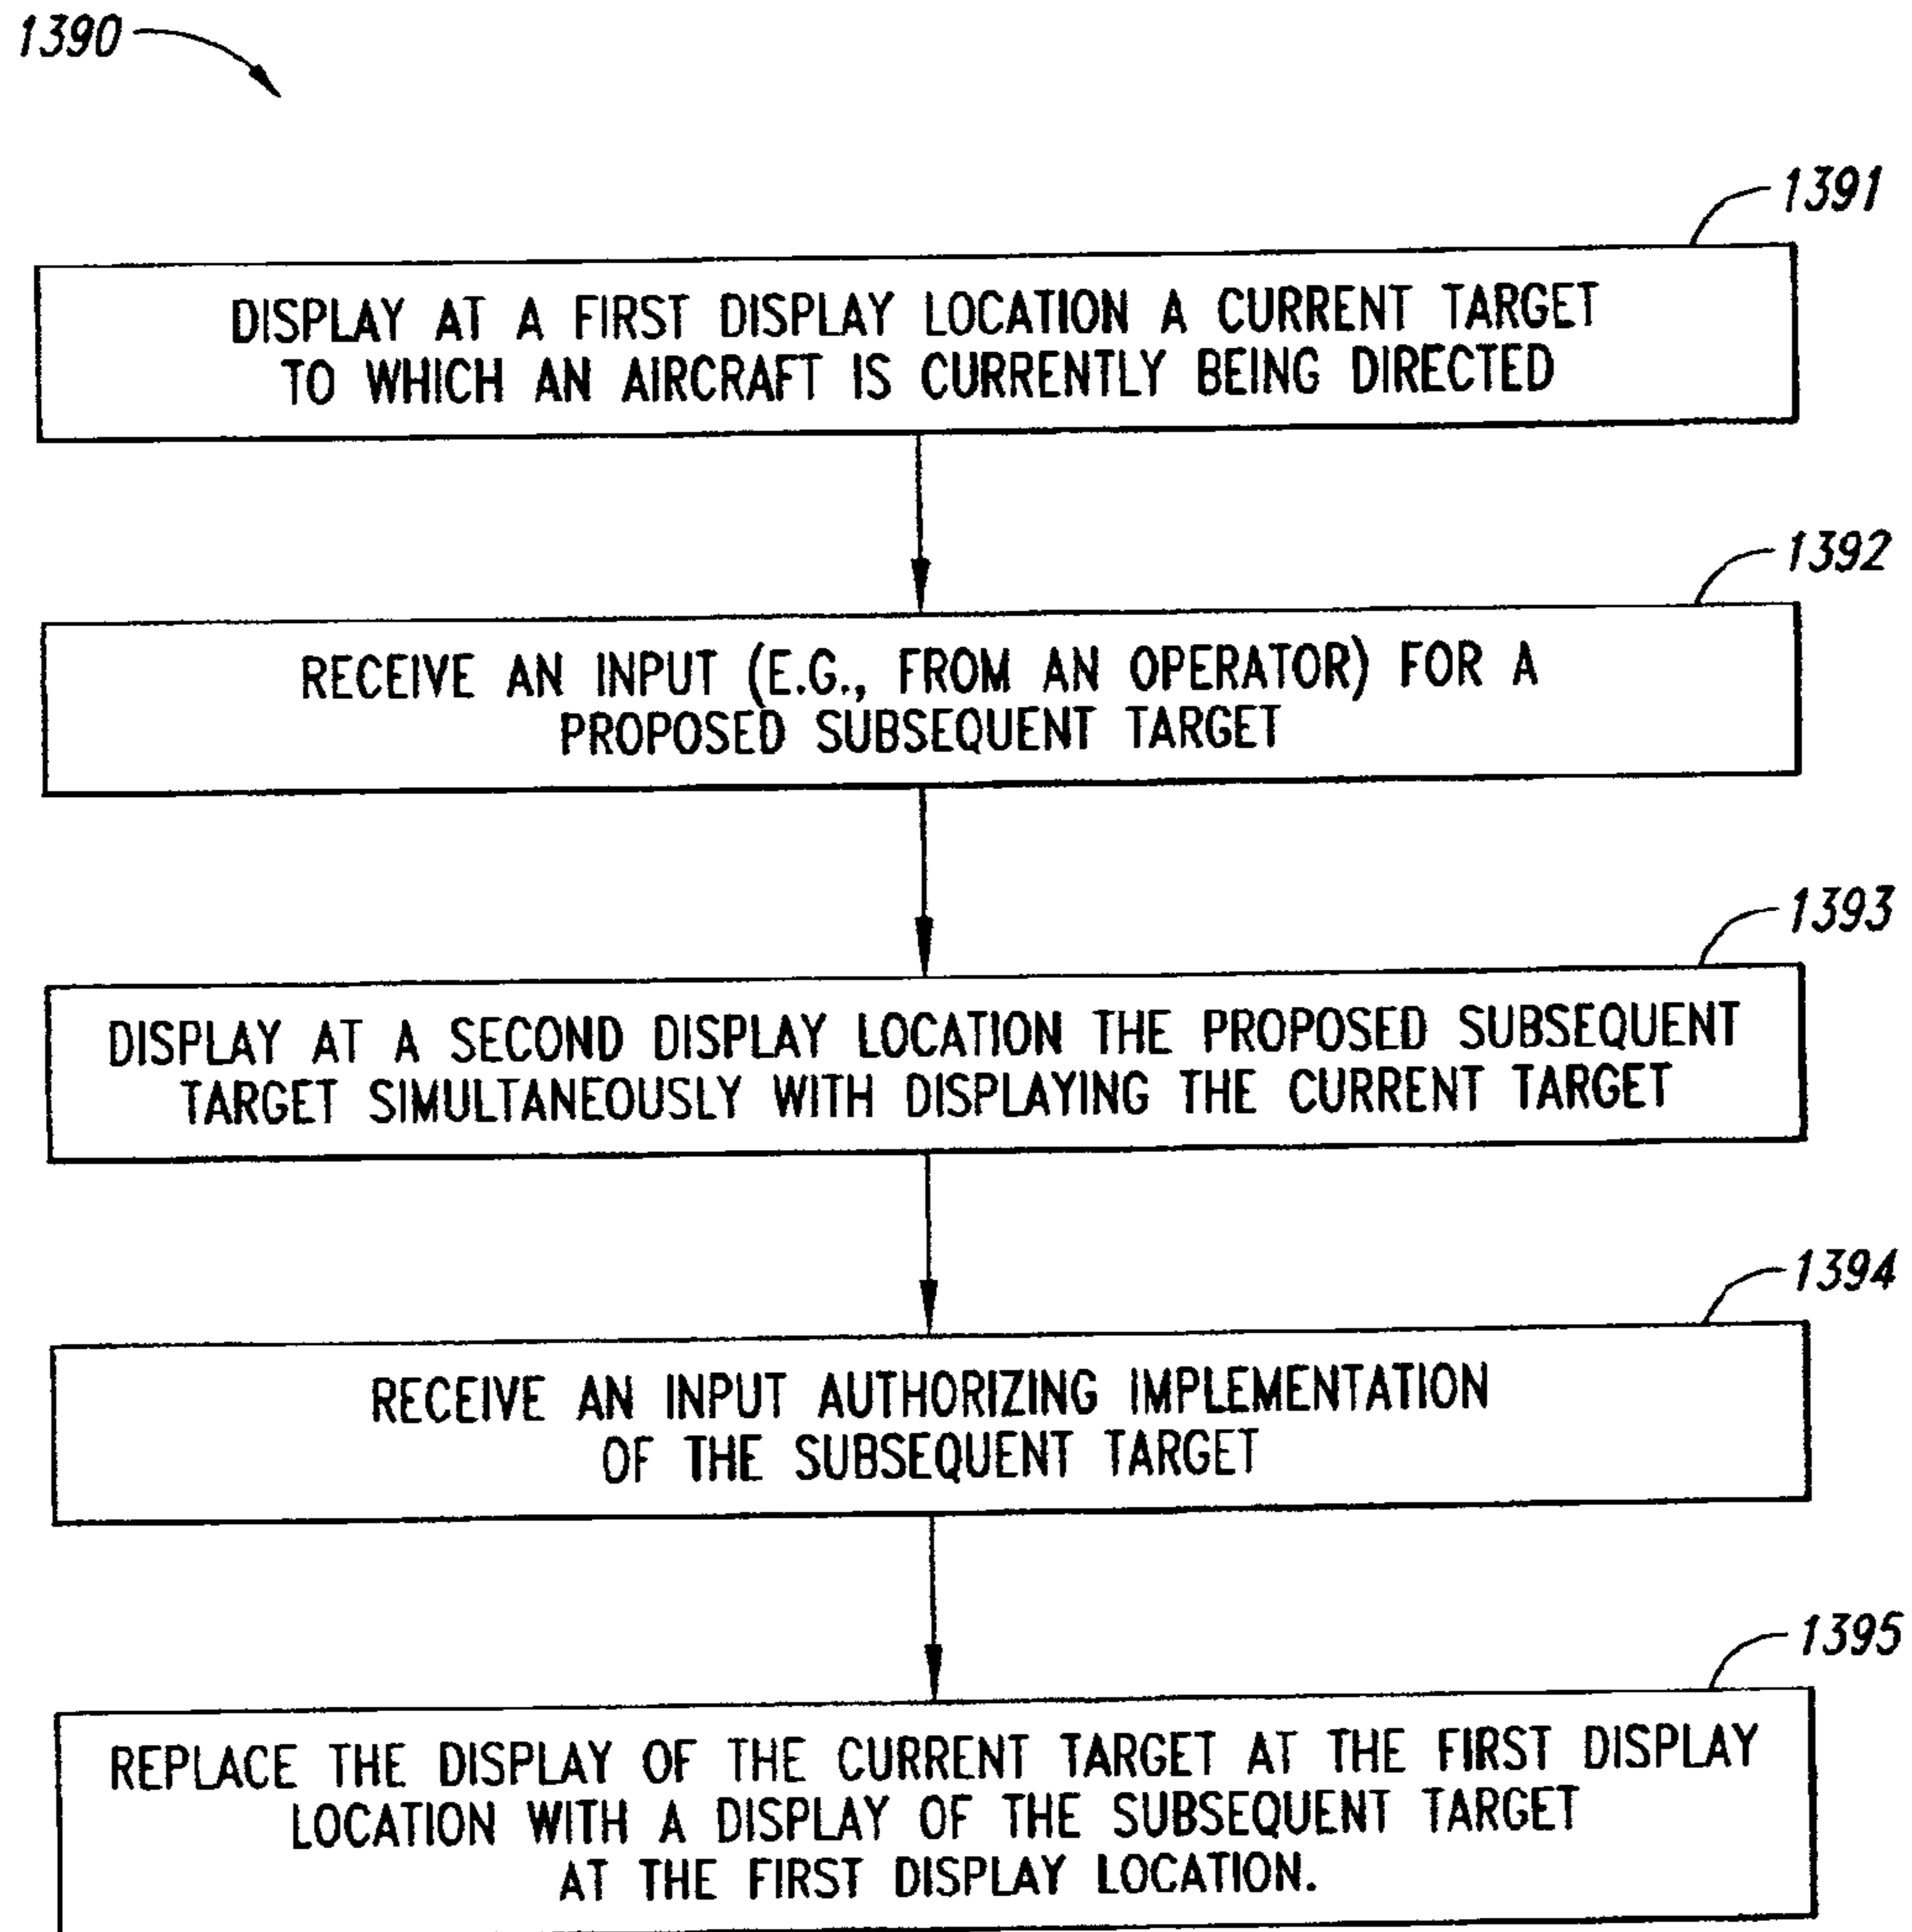 1390
1391
DISPLAY AT A FIRST DISPLAY LOCATION A CURRENT TARGET
TO WHICH AN AIRCRAFT IS CURRENTLY BEING DIRECTED
1392
RECEIVE AN INPUT (E.G., FROM AN OPERATOR) FOR A
PROPOSED SUBSEQUENT TARGET
1393
DISPLAY AT A SECOND DISPLAY LOCATION THE PROPOSED SUBSEQUENT
TARGET SIMULTANEOUSLY WITH DISPLAYING THE CURRENT TARGET
1394
RECEIVE AN INPUT AUTHORIZING IMPLEMENTATION
OF THE SUBSEQUENT TARGET
1395
REPLACE THE DISPLAY OF THE CURRENT TARGET AT THE FIRST DISPLAY
LOCATION WITH A DISPLAY OF THE SUBSEQUENT TARGET
AT THE FIRST DISPLAY LOCATION.